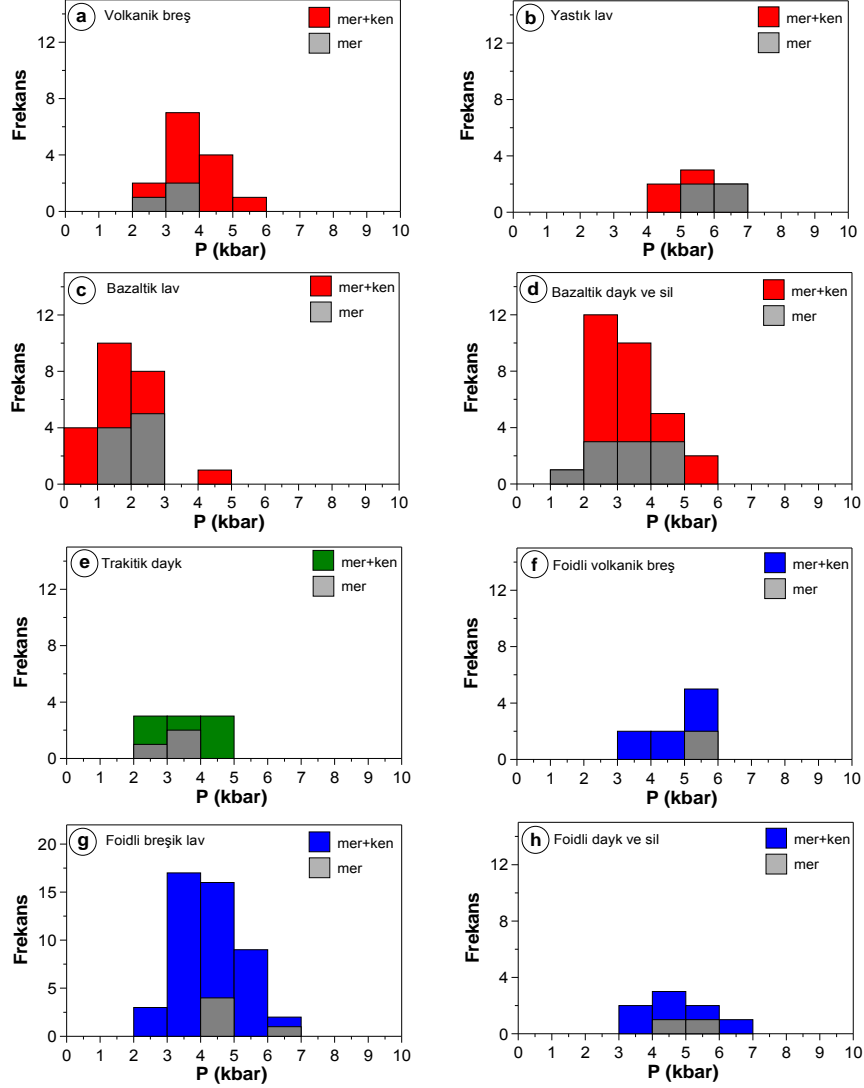 a Volkanik breş
mer+ken
mer
Frekans
12
8
4
0
0 1 2 3 4 5 6 7 8 9 10
P (kbar)
b Yastık lav
mer+ken
mer
Frekans
12
8
4
0
0 1 2 3 4 5 6 7 8 9 10
P (kbar)
c Bazaltik lav
mer+ken
mer
Frekans
12
8
4
0
0 1 2 3 4 5 6 7 8 9 10
P (kbar)
d Bazaltik dayk ve sil
mer+ken
mer
Frekans
12
8
4
0
0 1 2 3 4 5 6 7 8 9 10
P (kbar)
e Trakitik dayk
mer+ken
mer
Frekans
12
8
4
0
0 1 2 3 4 5 6 7 8 9 10
P (kbar)
f Foidli volkanik breş
mer+ken
mer
Frekans
12
8
4
0
0 1 2 3 4 5 6 7 8 9 10
P (kbar)
g Foidli breşik lav
mer+ken
mer
Frekans
20
15
10
5
0
0 1 2 3 4 5 6 7 8 9 10
P (kbar)
h Foidli dayk ve sil
mer+ken
mer
Frekans
12
8
4
0
0 1 2 3 4 5 6 7 8 9 10
P (kbar)